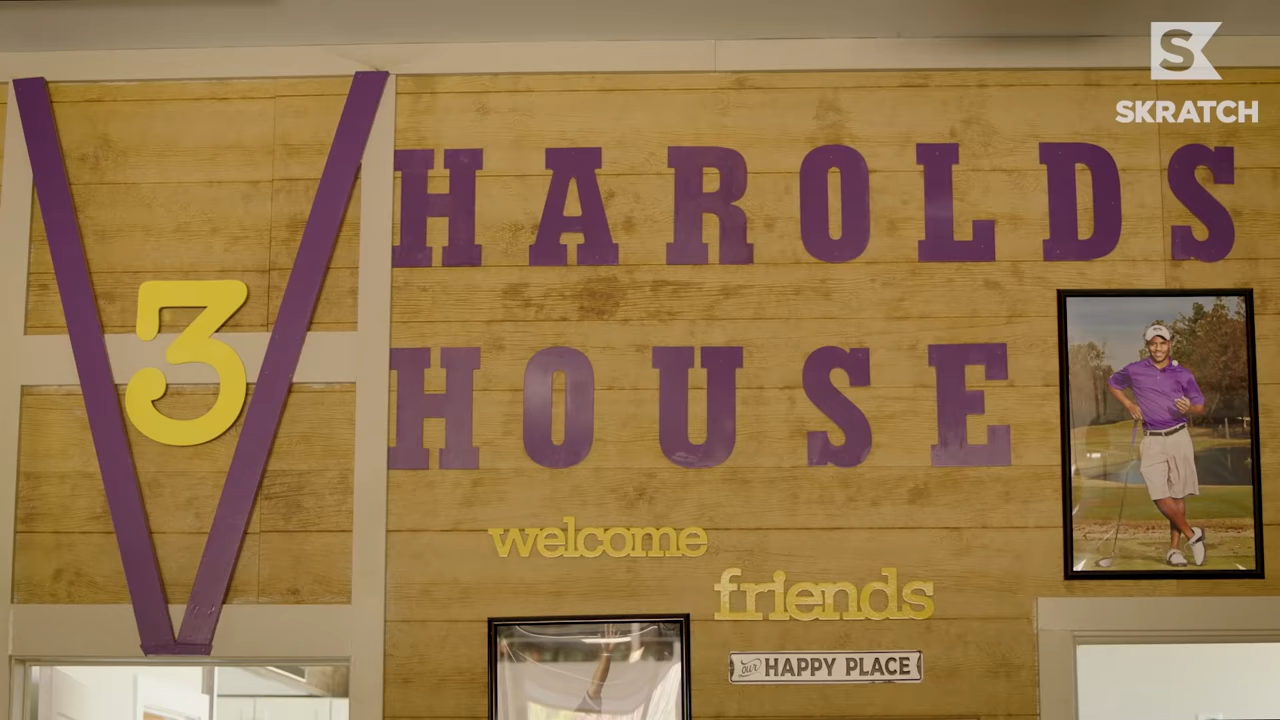 S
SKRATCH
V
3
HAROLDS
HOUSE
welcome
friends
our HAPPY PLACE